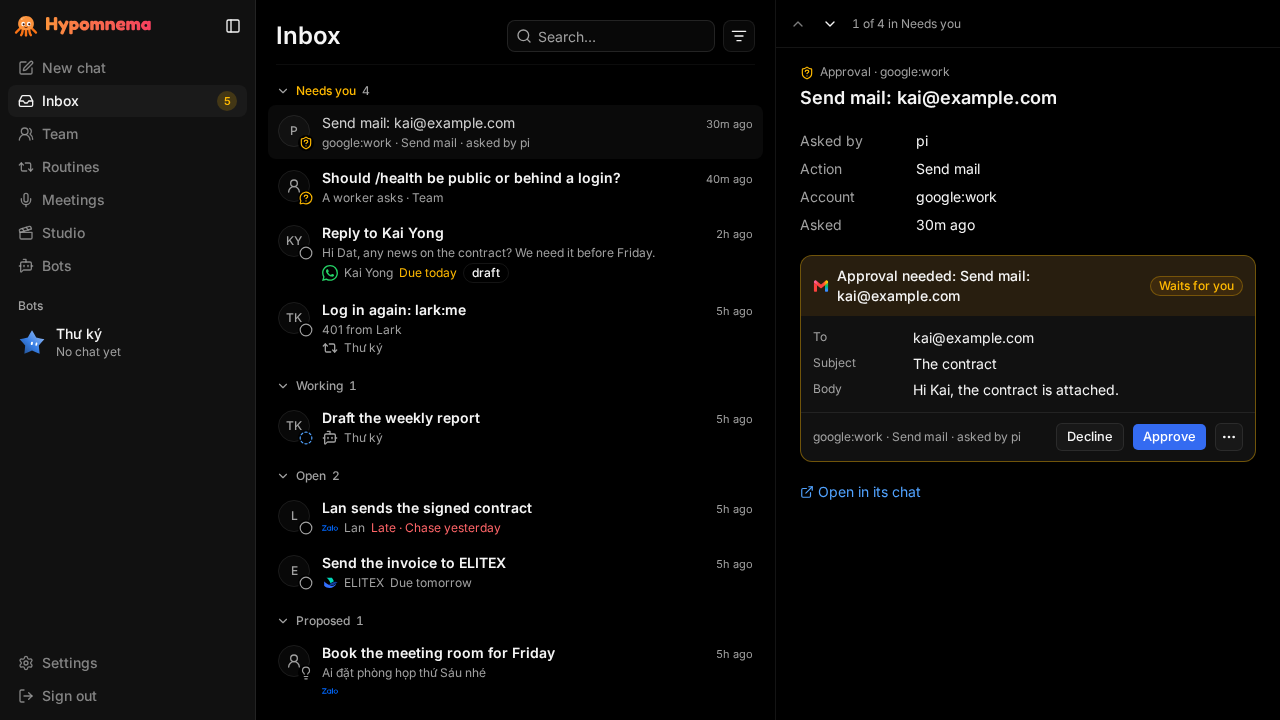 Hypomnema
New chat
Inbox
5
Team
Routines
Meetings
Studio
Bots
Bots
Thư ký
No chat yet
Settings
Sign out
Inbox
Search...
Needs you 4
P
Send mail: kai@example.com
30m ago
google:work · Send mail · asked by pi
Should /health be public or behind a login?
40m ago
A worker asks · Team
KY
Reply to Kai Yong
2h ago
Hi Dat, any news on the contract? We need it before Friday.
Kai Yong Due today draft
TK
Log in again: lark:me
5h ago
401 from Lark
Thư ký
Working 1
TK
Draft the weekly report
5h ago
Thư ký
Open 2
L
Lan sends the signed contract
5h ago
Zalo Lan Late · Chase yesterday
E
Send the invoice to ELITEX
5h ago
ELITEX Due tomorrow
Proposed 1
Book the meeting room for Friday
5h ago
Ai đặt phòng họp thứ Sáu nhé
Zalo
1 of 4 in Needs you
Approval · google:work
Send mail: kai@example.com
Asked by pi
Action Send mail
Account google:work
Asked 30m ago
Approval needed: Send mail:
kai@example.com
Waits for you
To kai@example.com
Subject The contract
Body Hi Kai, the contract is attached.
google:work · Send mail · asked by pi
Decline
Approve
Open in its chat